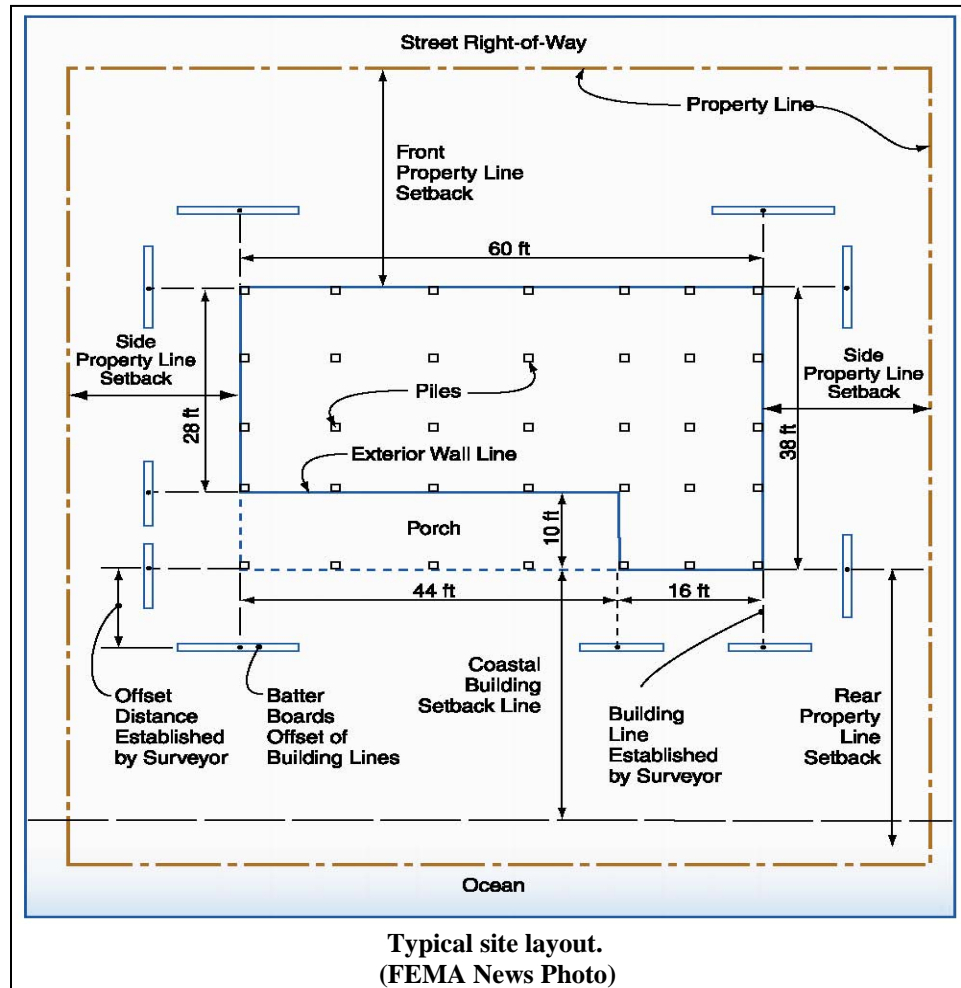 Street Right-of-Way
Property Line
Front
Property Line
Setback
60 ft
Side
Property Line
Setback
Side
Property Line
Setback
28 ft
38 ft
Piles
Exterior Wall Line
Porch
10 ft
44 ft
16 ft
Offset
Distance
Established
by Surveyor
Batter
Boards
Offset of
Building Lines
Coastal
Building
Setback Line
Building
Line
Established
by Surveyor
Rear
Property
Line
Setback
Ocean
Typical site layout.
(FEMA News Photo)